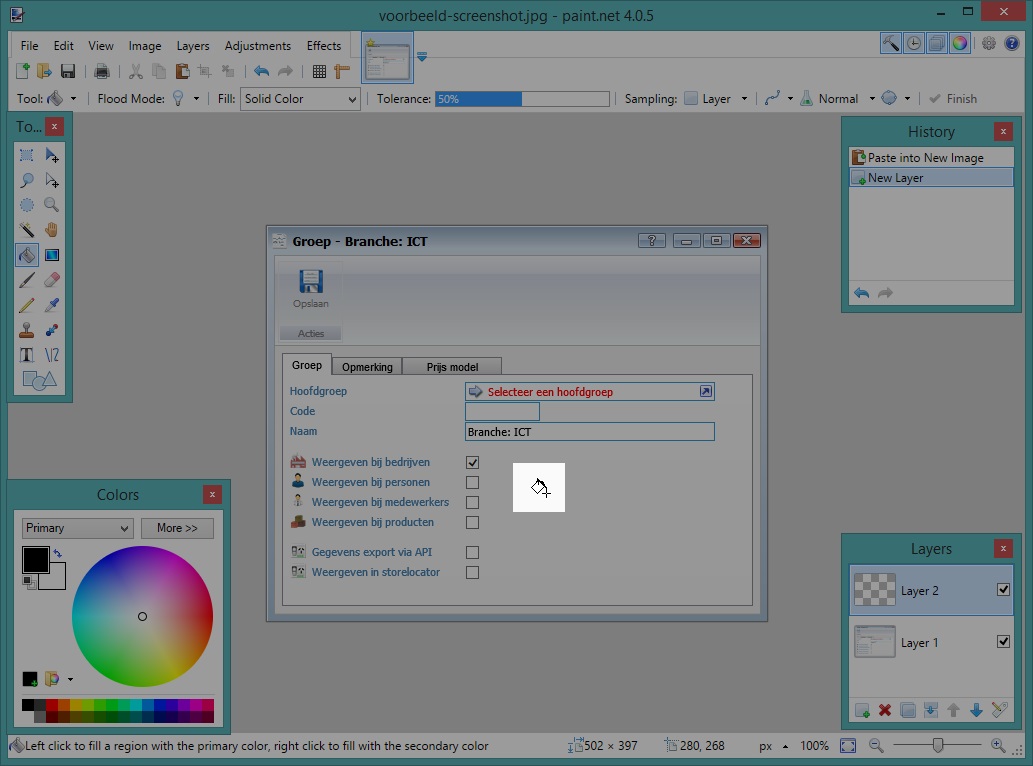 voorbeeld-screenshot.jpg - paint.net 4.0.5
File Edit View Image Layers Adjustments Effects
Tool: Flood Mode: Fill: Solid Color Tolerance: 50% Sampling: Layer Normal Finish
To...
History
Paste into New Image
New Layer
Groep - Branche: ICT
Opslaan
Acties
Groep Opmerking Prijs model
Hoofdgroep Selecteer een hoofdgroep
Code
Naam Branche: ICT
Weergeven bij bedrijven
Weergeven bij personen
Weergeven bij medewerkers
Weergeven bij producten
Gegevens export via API
Weergeven in storelocator
Colors
Primary More >>
Layers
Layer 2
Layer 1
Left click to fill a region with the primary color, right click to fill with the secondary color 502 × 397 280, 268 px 100%